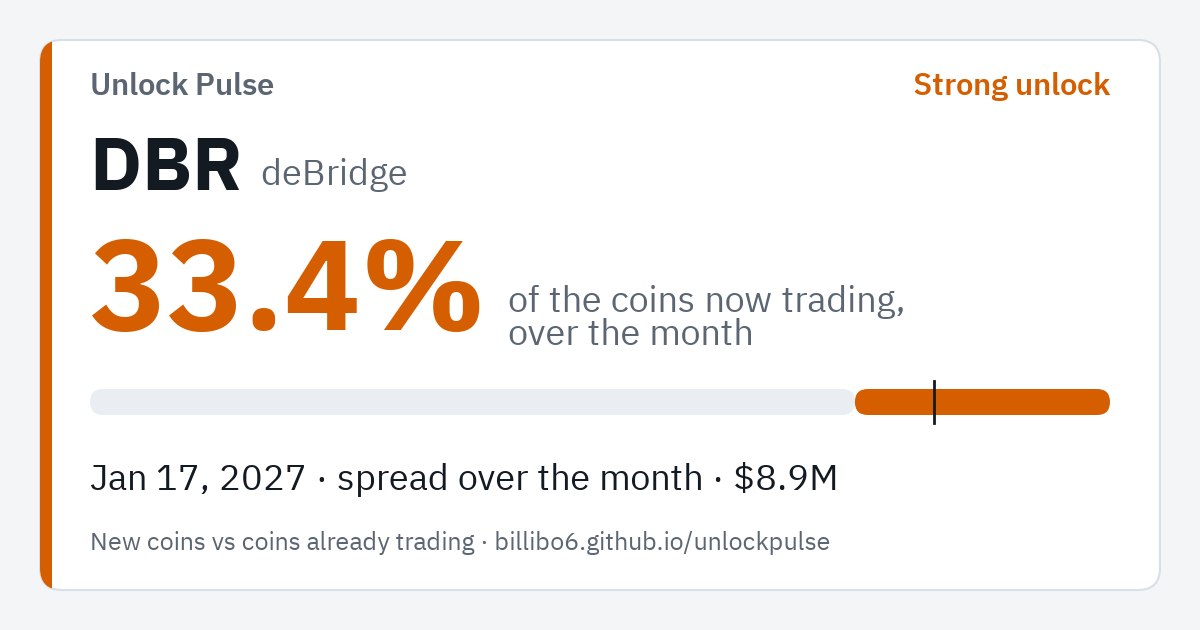 Unlock Pulse
Strong unlock
DBR deBridge
33.4% of the coins now trading,
over the month
Jan 17, 2027 · spread over the month · $8.9M
New coins vs coins already trading · billibo6.github.io/unlockpulse